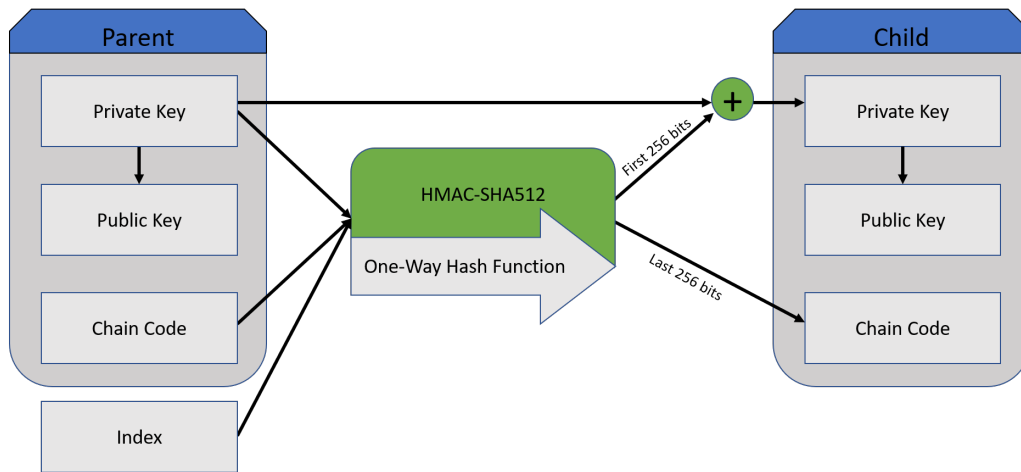 Parent
Child
Private Key
Public Key
Chain Code
Index
HMAC-SHA512
One-Way Hash Function
First 256 bits
Last 256 bits
+
Private Key
Public Key
Chain Code